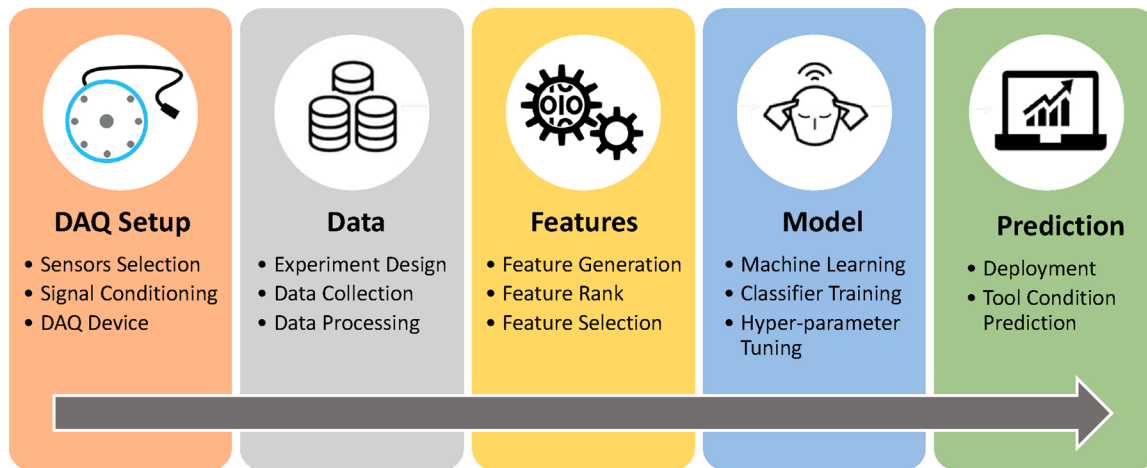 DAQ Setup
• Sensors Selection
• Signal Conditioning
• DAQ Device
Data
• Experiment Design
• Data Collection
• Data Processing
OIO
Features
• Feature Generation
• Feature Rank
• Feature Selection
Model
• Machine Learning
• Classifier Training
• Hyper-parameter
Tuning
Prediction
• Deployment
• Tool Condition
Prediction